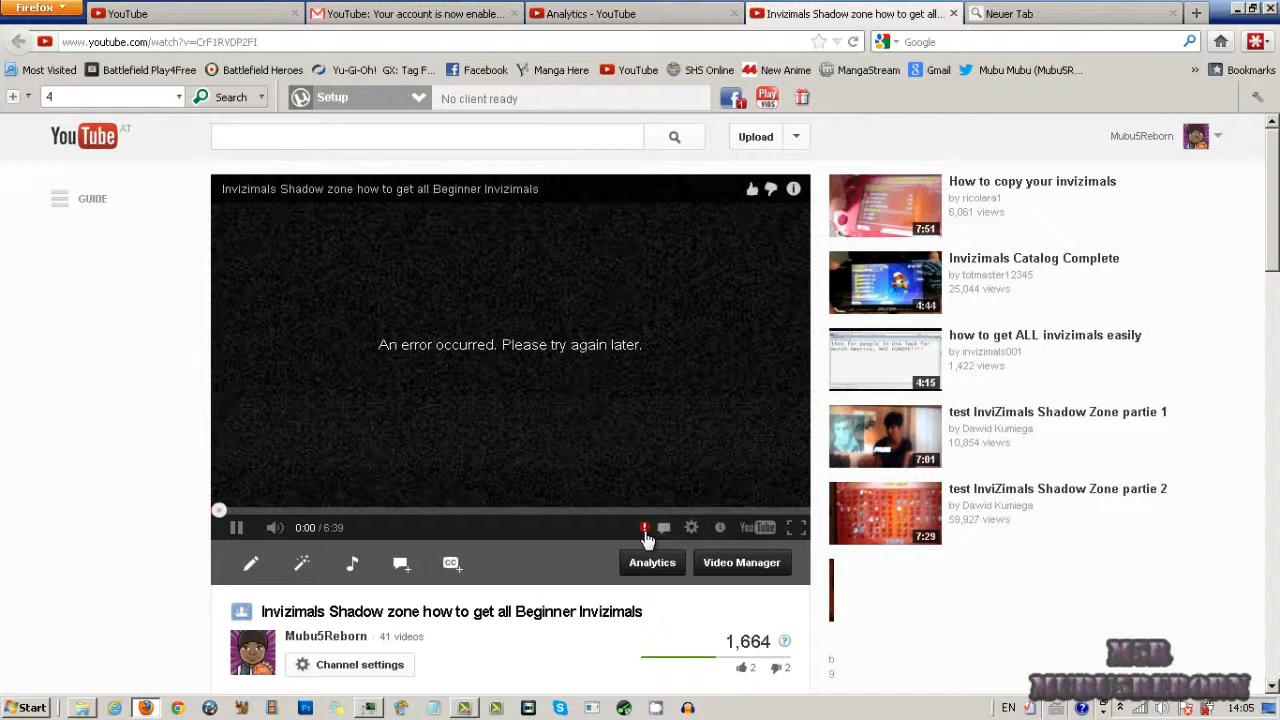 Firefox
YouTube
YouTube: Your account is now enable...
Analytics - YouTube
Invizimals Shadow zone how to get all...
Neuer Tab
www.youtube.com/watch?v=CrF1RVDP2FI
Google
Most Visited
Battlefield Play4Free
Battlefield Heroes
Yu-Gi-Oh! GX: Tag F...
Facebook
Manga Here
YouTube
SHS Online
New Anime
MangaStream
Gmail
Mubu Mubu (Mubu5R...
Bookmarks
4
Search
Setup
No client ready
Play VIDS
YouTube AT
Upload
Mubu5Reborn
GUIDE
Invizimals Shadow zone how to get all Beginner Invizimals
An error occurred. Please try again later.
0:00 / 6:39
YouTube
Analytics
Video Manager
Invizimals Shadow zone how to get all Beginner Invizimals
Mubu5Reborn · 41 videos
Channel settings
1,664
2
2
How to copy your invizimals
by ricolara1
6,061 views
7:51
Invizimals Catalog Complete
by totmaster12345
25,044 views
4:44
how to get ALL invizimals easily
by invizimals001
1,422 views
4:15
test InviZimals Shadow Zone partie 1
by Dawid Kumiega
10,854 views
7:01
test InviZimals Shadow Zone partie 2
by Dawid Kumiega
59,927 views
7:29
b
9
M5R
MUBU5REBORN
Start
EN
14:05